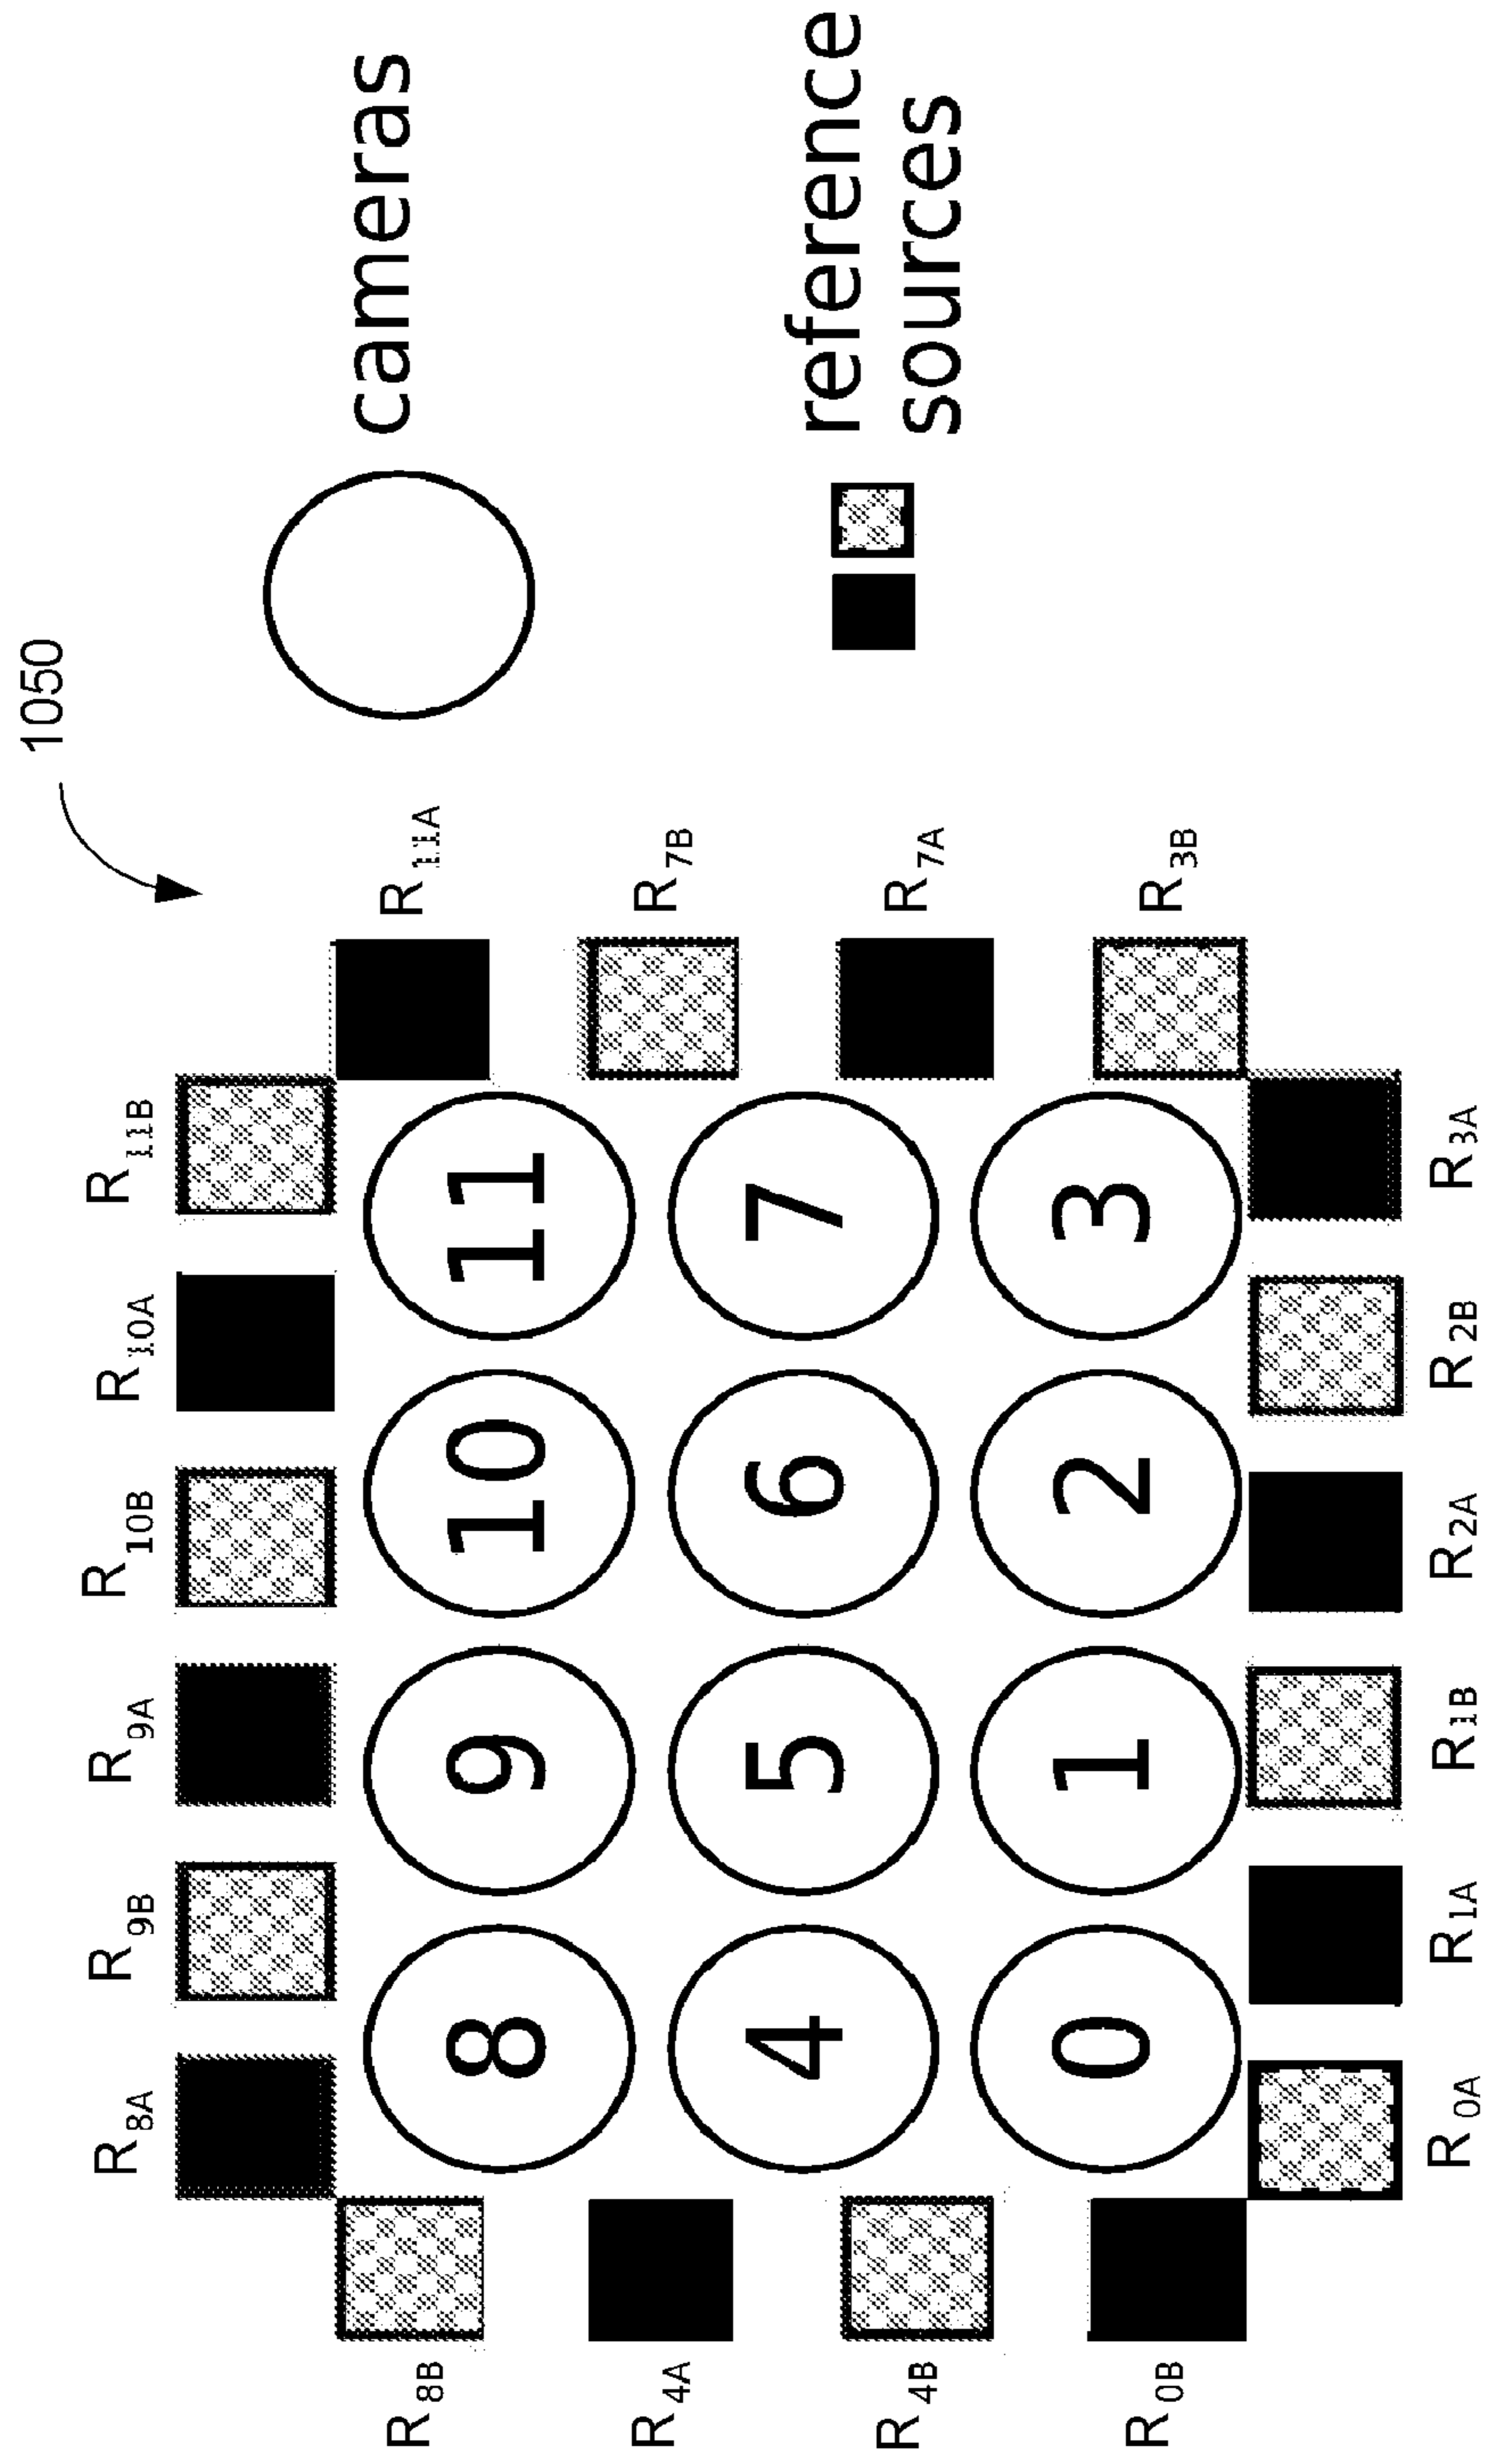 1050
R8A R9B R9A R10B R10A R11B
R8B R11A cameras
8 9 10 11
R4A R7B
4 5 6 7
reference
R4B R7A sources
0 1 2 3
R0B R3B
R0A R1A R1B R2A R2B R3A